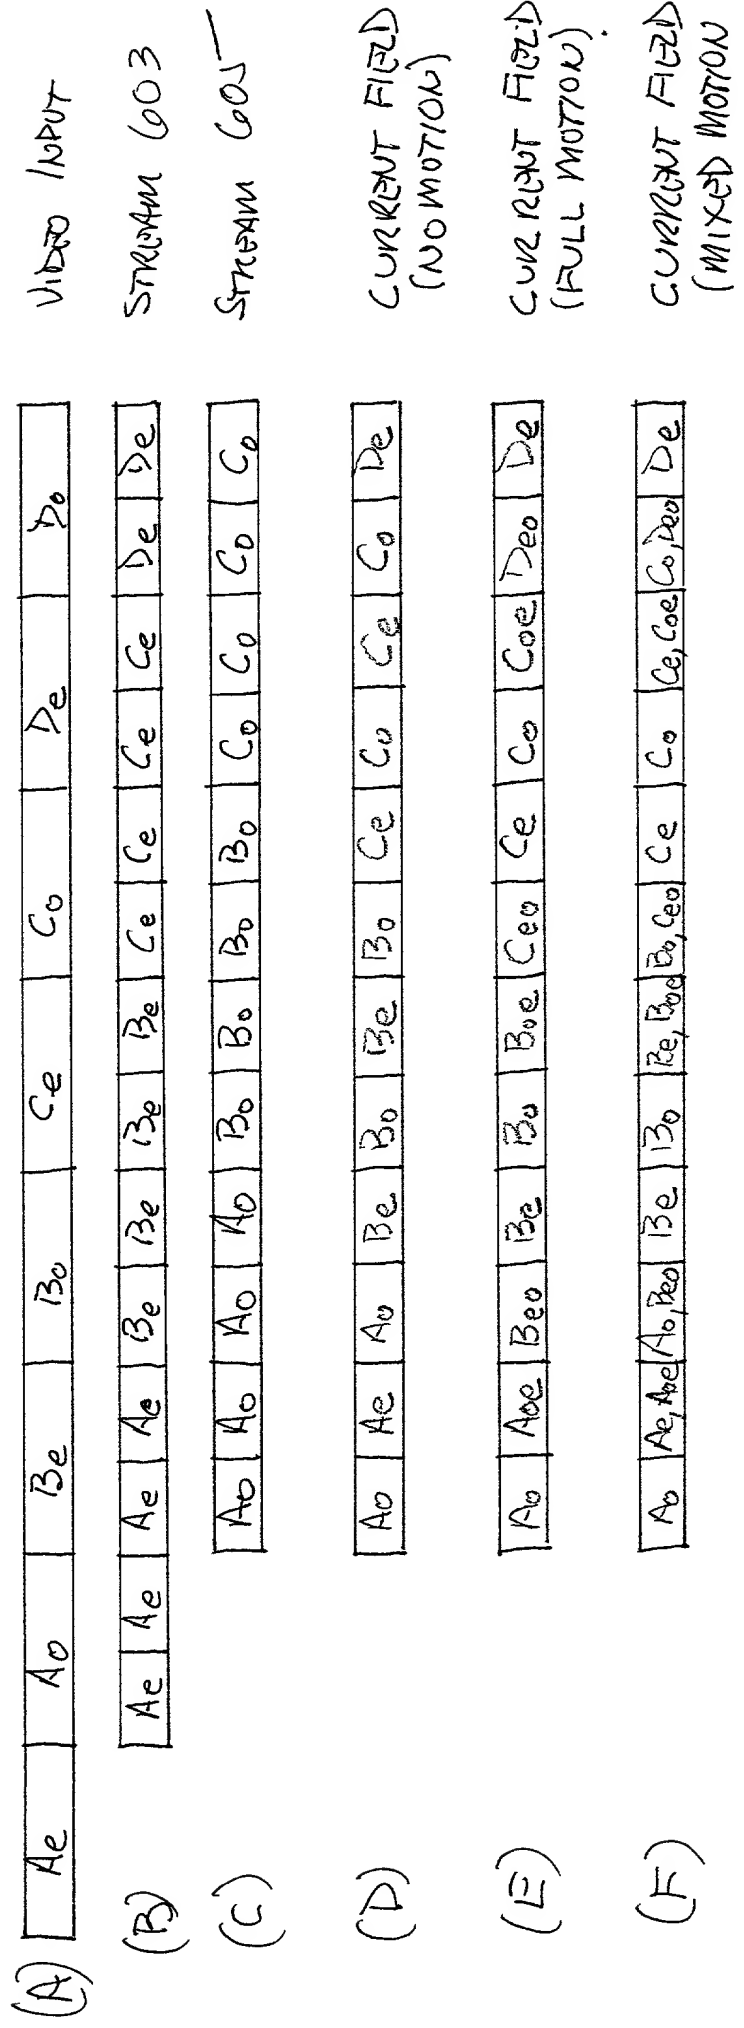 (A) Ae Ao Be Bo Ce Co De Do VIDEO INPUT
(B) Ae Ae Ae Ae Be Be Be Be Ce Ce Ce Ce De De STREAM 603
(C) Ao Ao Ao Ao Bo Bo Bo Bo Co Co Co Co STREAM 605
(D) Ao Ae Ao Be Bo Be Bo Ce Co Ce Co De CURRENT FIELD
(NO MOTION)
(E) Ao Aoe Beo Be Bo Boe Ceo Ce Co Coe Deo De CURRENT FIELD
(FULL MOTION).
(F) Ao Ae, Aoe Ao, Beo Be Bo Be, Boe Bo, Ceo Ce Co Ce, Coe Co, Deo De CURRENT FIELD
(MIXED MOTION